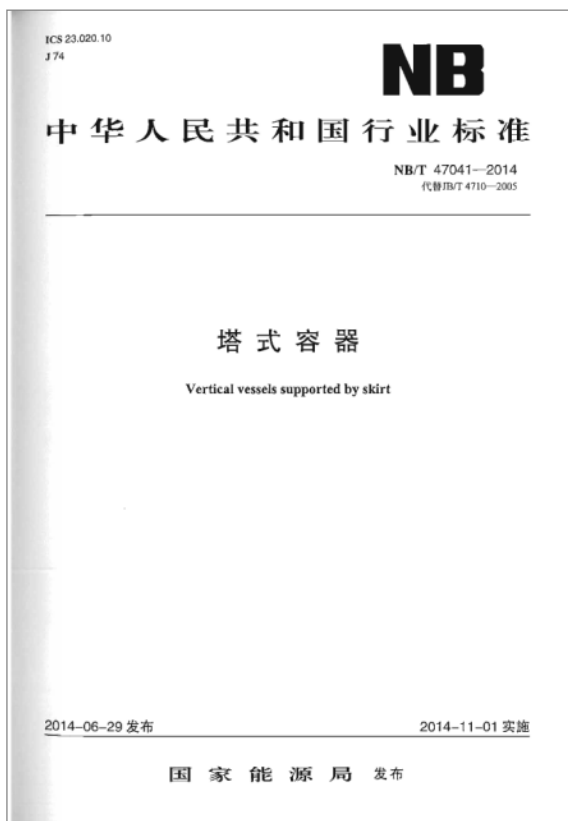 ICS 23.020.10
J 74
NB
中华人民共和国行业标准
NB/T 47041—2014
代替JB/T 4710—2005
塔式容器
Vertical vessels supported by skirt
2014-06-29 发布
2014-11-01 实施
国家能源局 发布